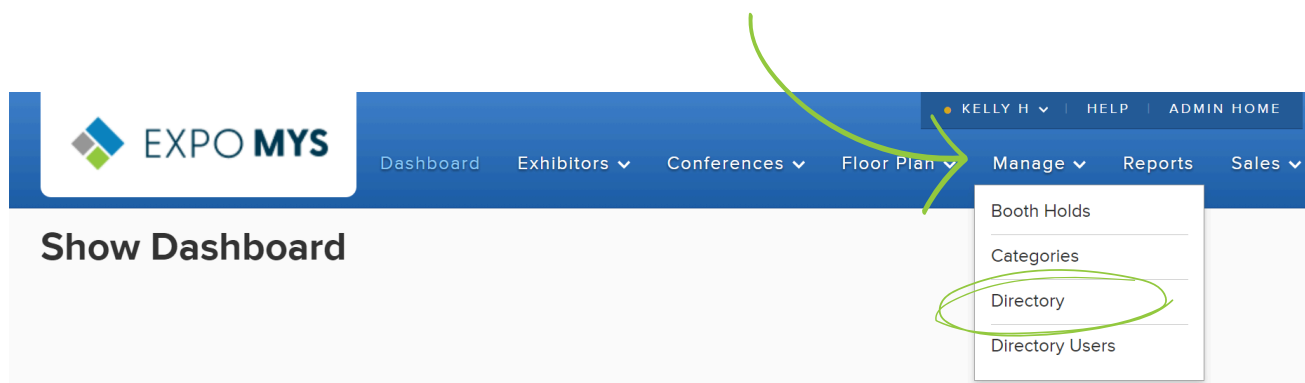 KELLY H HELP ADMIN HOME
EXPO MYS
Dashboard Exhibitors Conferences Floor Plan Manage Reports Sales
Show Dashboard
Booth Holds
Categories
Directory
Directory Users